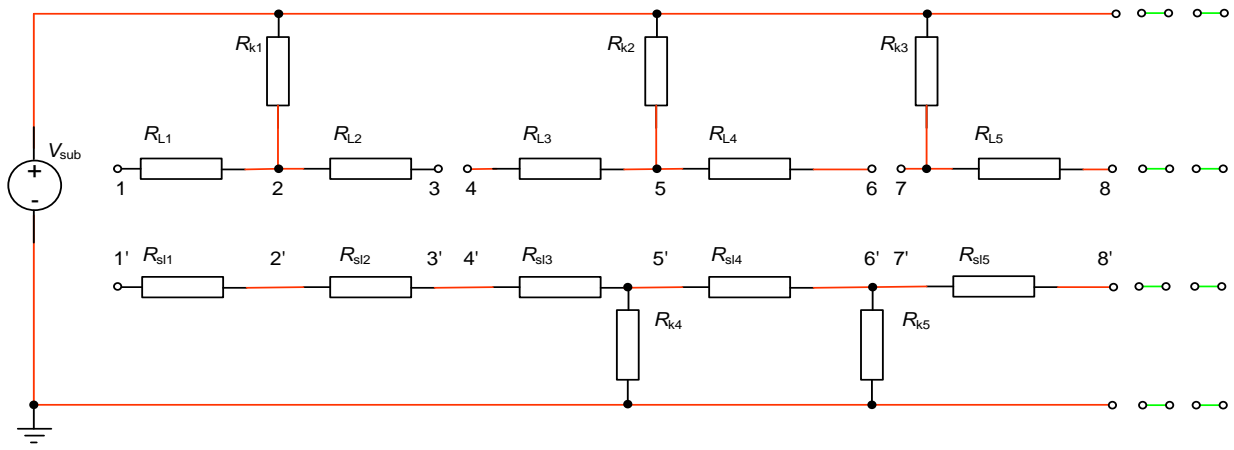 Rk1 Rk2 Rk3
RL1 RL2 RL3 RL4 RL5
Vsub
+
-
1 2 3 4 5 6 7 8
1' Rsl1 2' Rsl2 3' 4' Rsl3 5' Rsl4 6' 7' Rsl5 8'
Rk4 Rk5